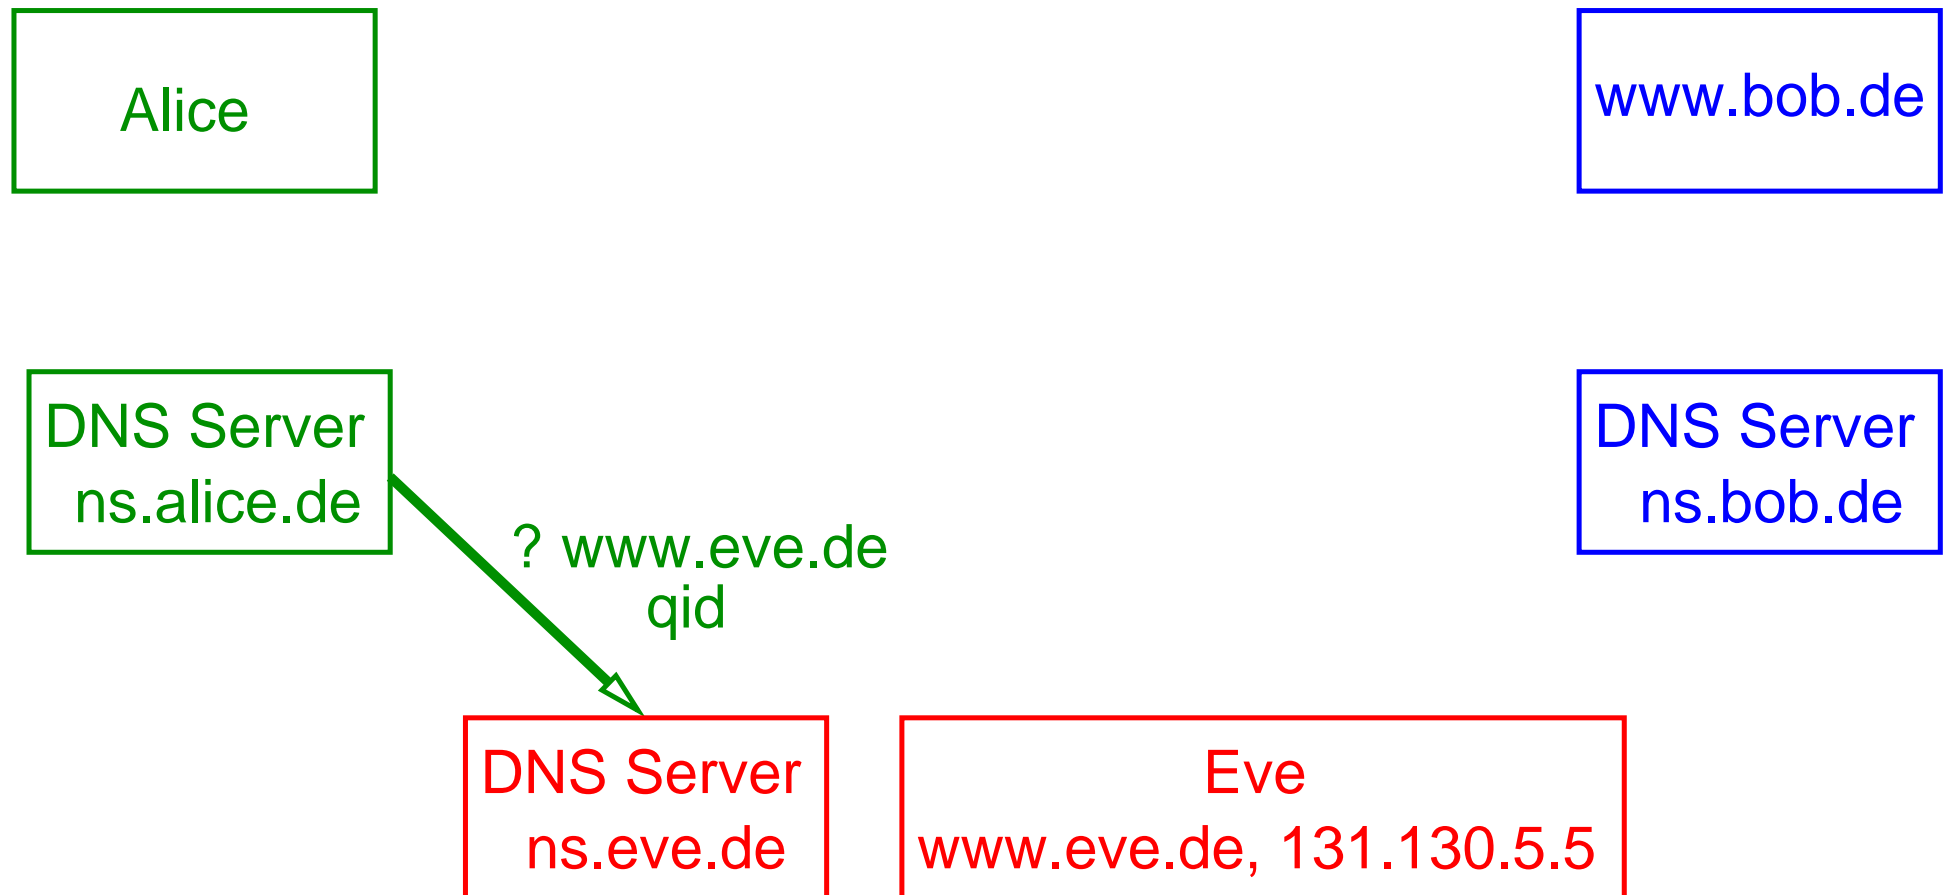 Alice
www.bob.de
DNS Server
ns.alice.de
DNS Server
ns.bob.de
? www.eve.de
qid
DNS Server
ns.eve.de
Eve
www.eve.de, 131.130.5.5